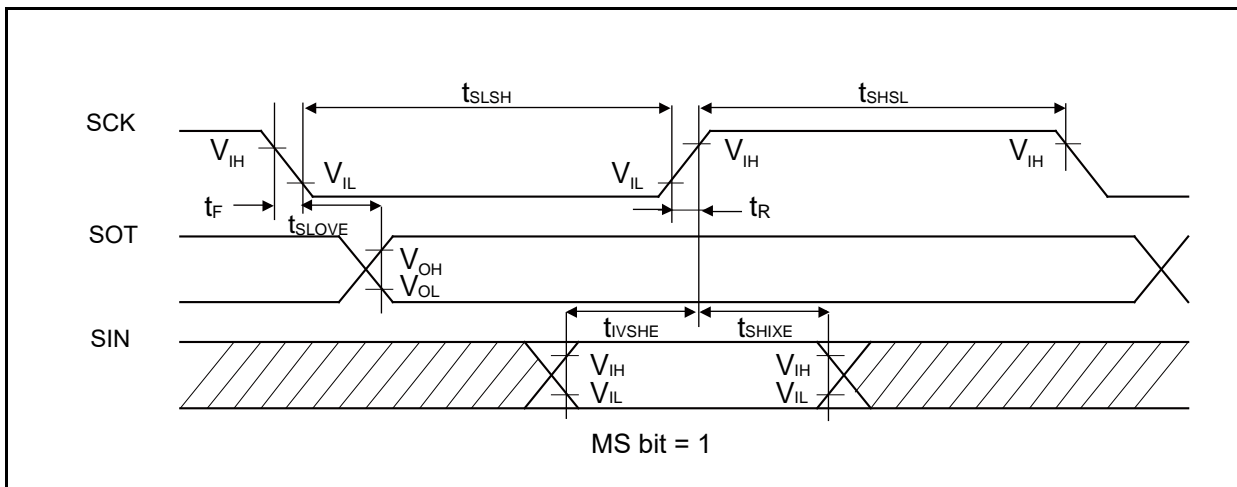 tSLSH
tSHSL
SCK
VIH
VIL
VIL
VIH
VIH
tF
tSLOVE
tR
SOT
VOH
VOL
tIVSHE
tSHIXE
SIN
VIH
VIH
VIL
VIL
MS bit = 1